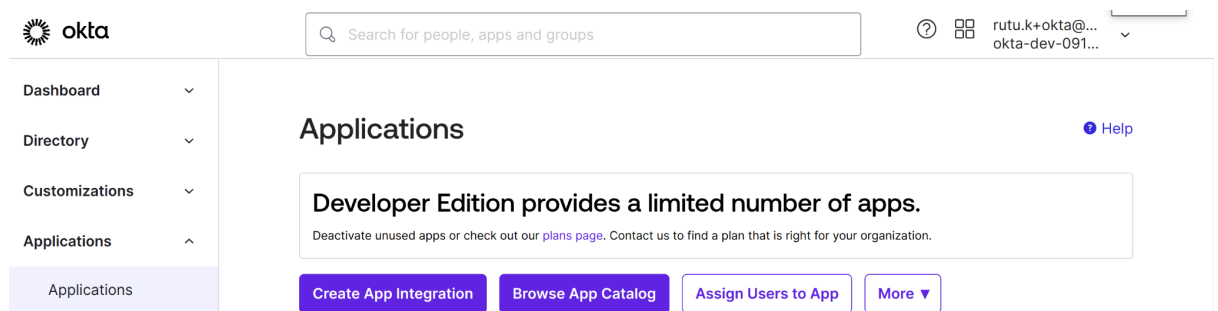 okta
Search for people, apps and groups
rutu.k+okta@...
okta-dev-091...
Dashboard
Directory
Customizations
Applications
Applications
Applications
Help
Developer Edition provides a limited number of apps.
Deactivate unused apps or check out our plans page. Contact us to find a plan that is right for your organization.
Create App Integration
Browse App Catalog
Assign Users to App
More ▼